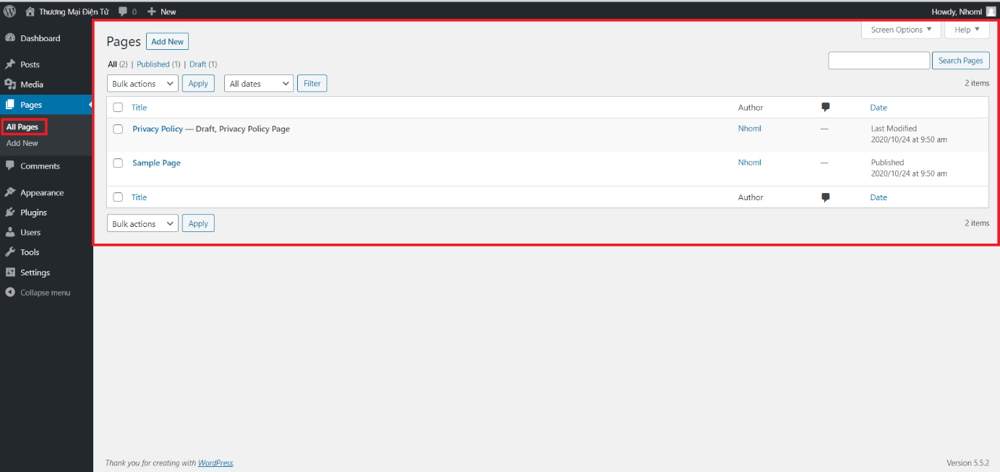 Thương Mại Điện Tử 0 New Howdy, Nhoml
Dashboard
Posts
Media
Pages
All Pages
Add New
Comments
Appearance
Plugins
Users
Tools
Settings
Collapse menu
Screen Options ▼ Help ▼
Pages Add New
All (2) | Published (1) | Draft (1)
Search Pages
Bulk actions Apply All dates Filter 2 items
Title Author Date
Privacy Policy — Draft, Privacy Policy Page Nhoml — Last Modified
2020/10/24 at 9:50 am
Sample Page Nhoml — Published
2020/10/24 at 9:50 am
Title Author Date
Bulk actions Apply 2 items
Thank you for creating with WordPress. Version 5.5.2